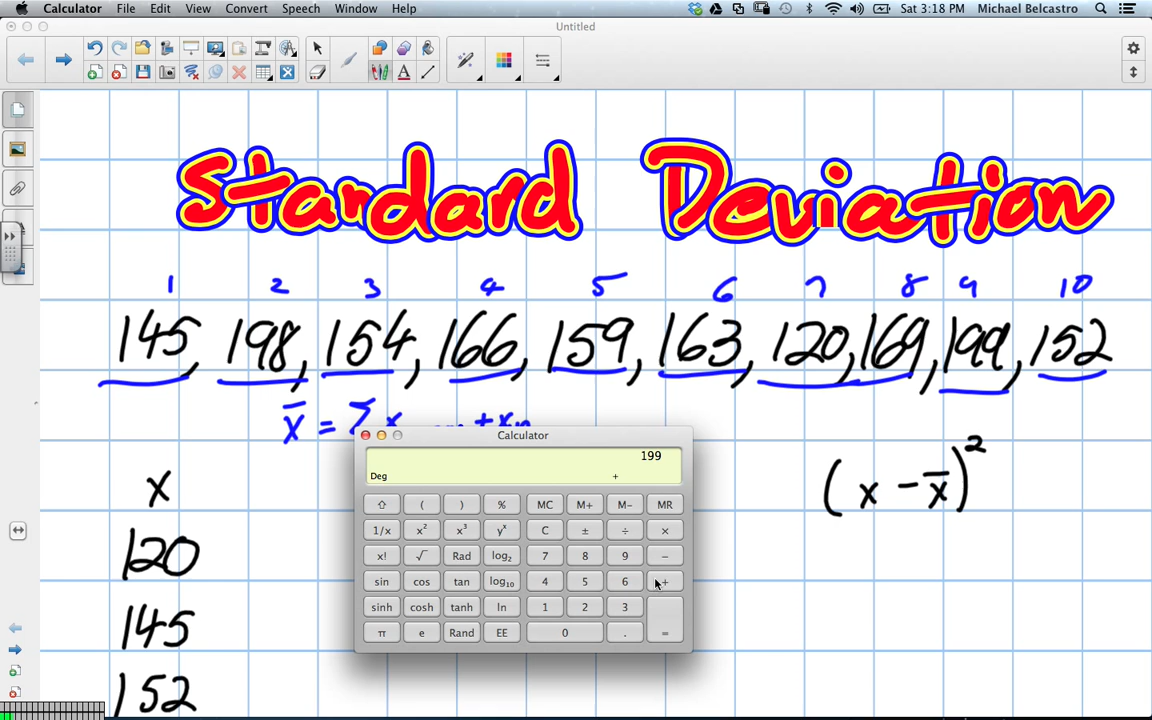 Calculator File Edit View Convert Speech Window Help Sat 3:18 PM Michael Belcastro
Untitled
Standard Deviation
1 2 3 4 5 6 7 8 9 10
145, 198, 154, 166, 159, 163, 120, 169, 199, 152
x̄ = Σ x + xn
Calculator
199
Deg +
( ) % MC M+ M– MR
1/x x² x³ yˣ C ± ÷ ×
x! √ Rad log₂ 7 8 9 −
sin cos tan log₁₀ 4 5 6 +
sinh cosh tanh ln 1 2 3
π e Rand EE 0 . =
x
(x – x̄)²
120
145
152